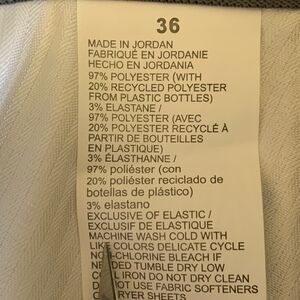 36
MADE IN JORDAN
FABRIQUÉ EN JORDANIE
HECHO EN JORDANIA
97% POLYESTER (WITH
20% RECYCLED POLYESTER
FROM PLASTIC BOTTLES)
3% ELASTANE /
97% POLYESTER (AVEC
20% POLYESTER RECYCLÉ À
PARTIR DE BOUTEILLES
EN PLASTIQUE)
3% ÉLASTHANNE /
97% poliéster (con
20% poliéster reciclado de
botellas de plástico)
3% elastano
EXCLUSIVE OF ELASTIC /
EXCLUSIF DE ELASTIQUE
MACHINE WASH COLD WITH
LIKE COLORS DELICATE CYCLE
NON-CHLORINE BLEACH IF
NEEDED TUMBLE DRY LOW
COOL IRON DO NOT DRY CLEAN
DO NOT USE FABRIC SOFTENERS
DRYER SHEETS